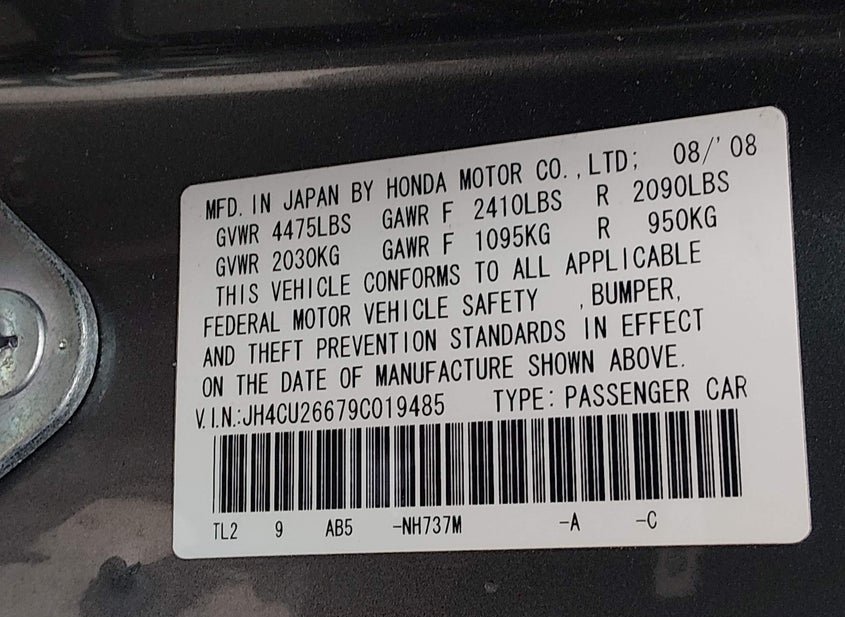 MFD. IN JAPAN BY HONDA MOTOR CO., LTD; 08/'08
GVWR 4475LBS GAWR F 2410LBS R 2090LBS
GVWR 2030KG GAWR F 1095KG R 950KG
THIS VEHICLE CONFORMS TO ALL APPLICABLE
FEDERAL MOTOR VEHICLE SAFETY , BUMPER,
AND THEFT PREVENTION STANDARDS IN EFFECT
ON THE DATE OF MANUFACTURE SHOWN ABOVE.
V.I.N.:JH4CU26679C019485 TYPE: PASSENGER CAR
TL2 9 AB5 -NH737M -A -C